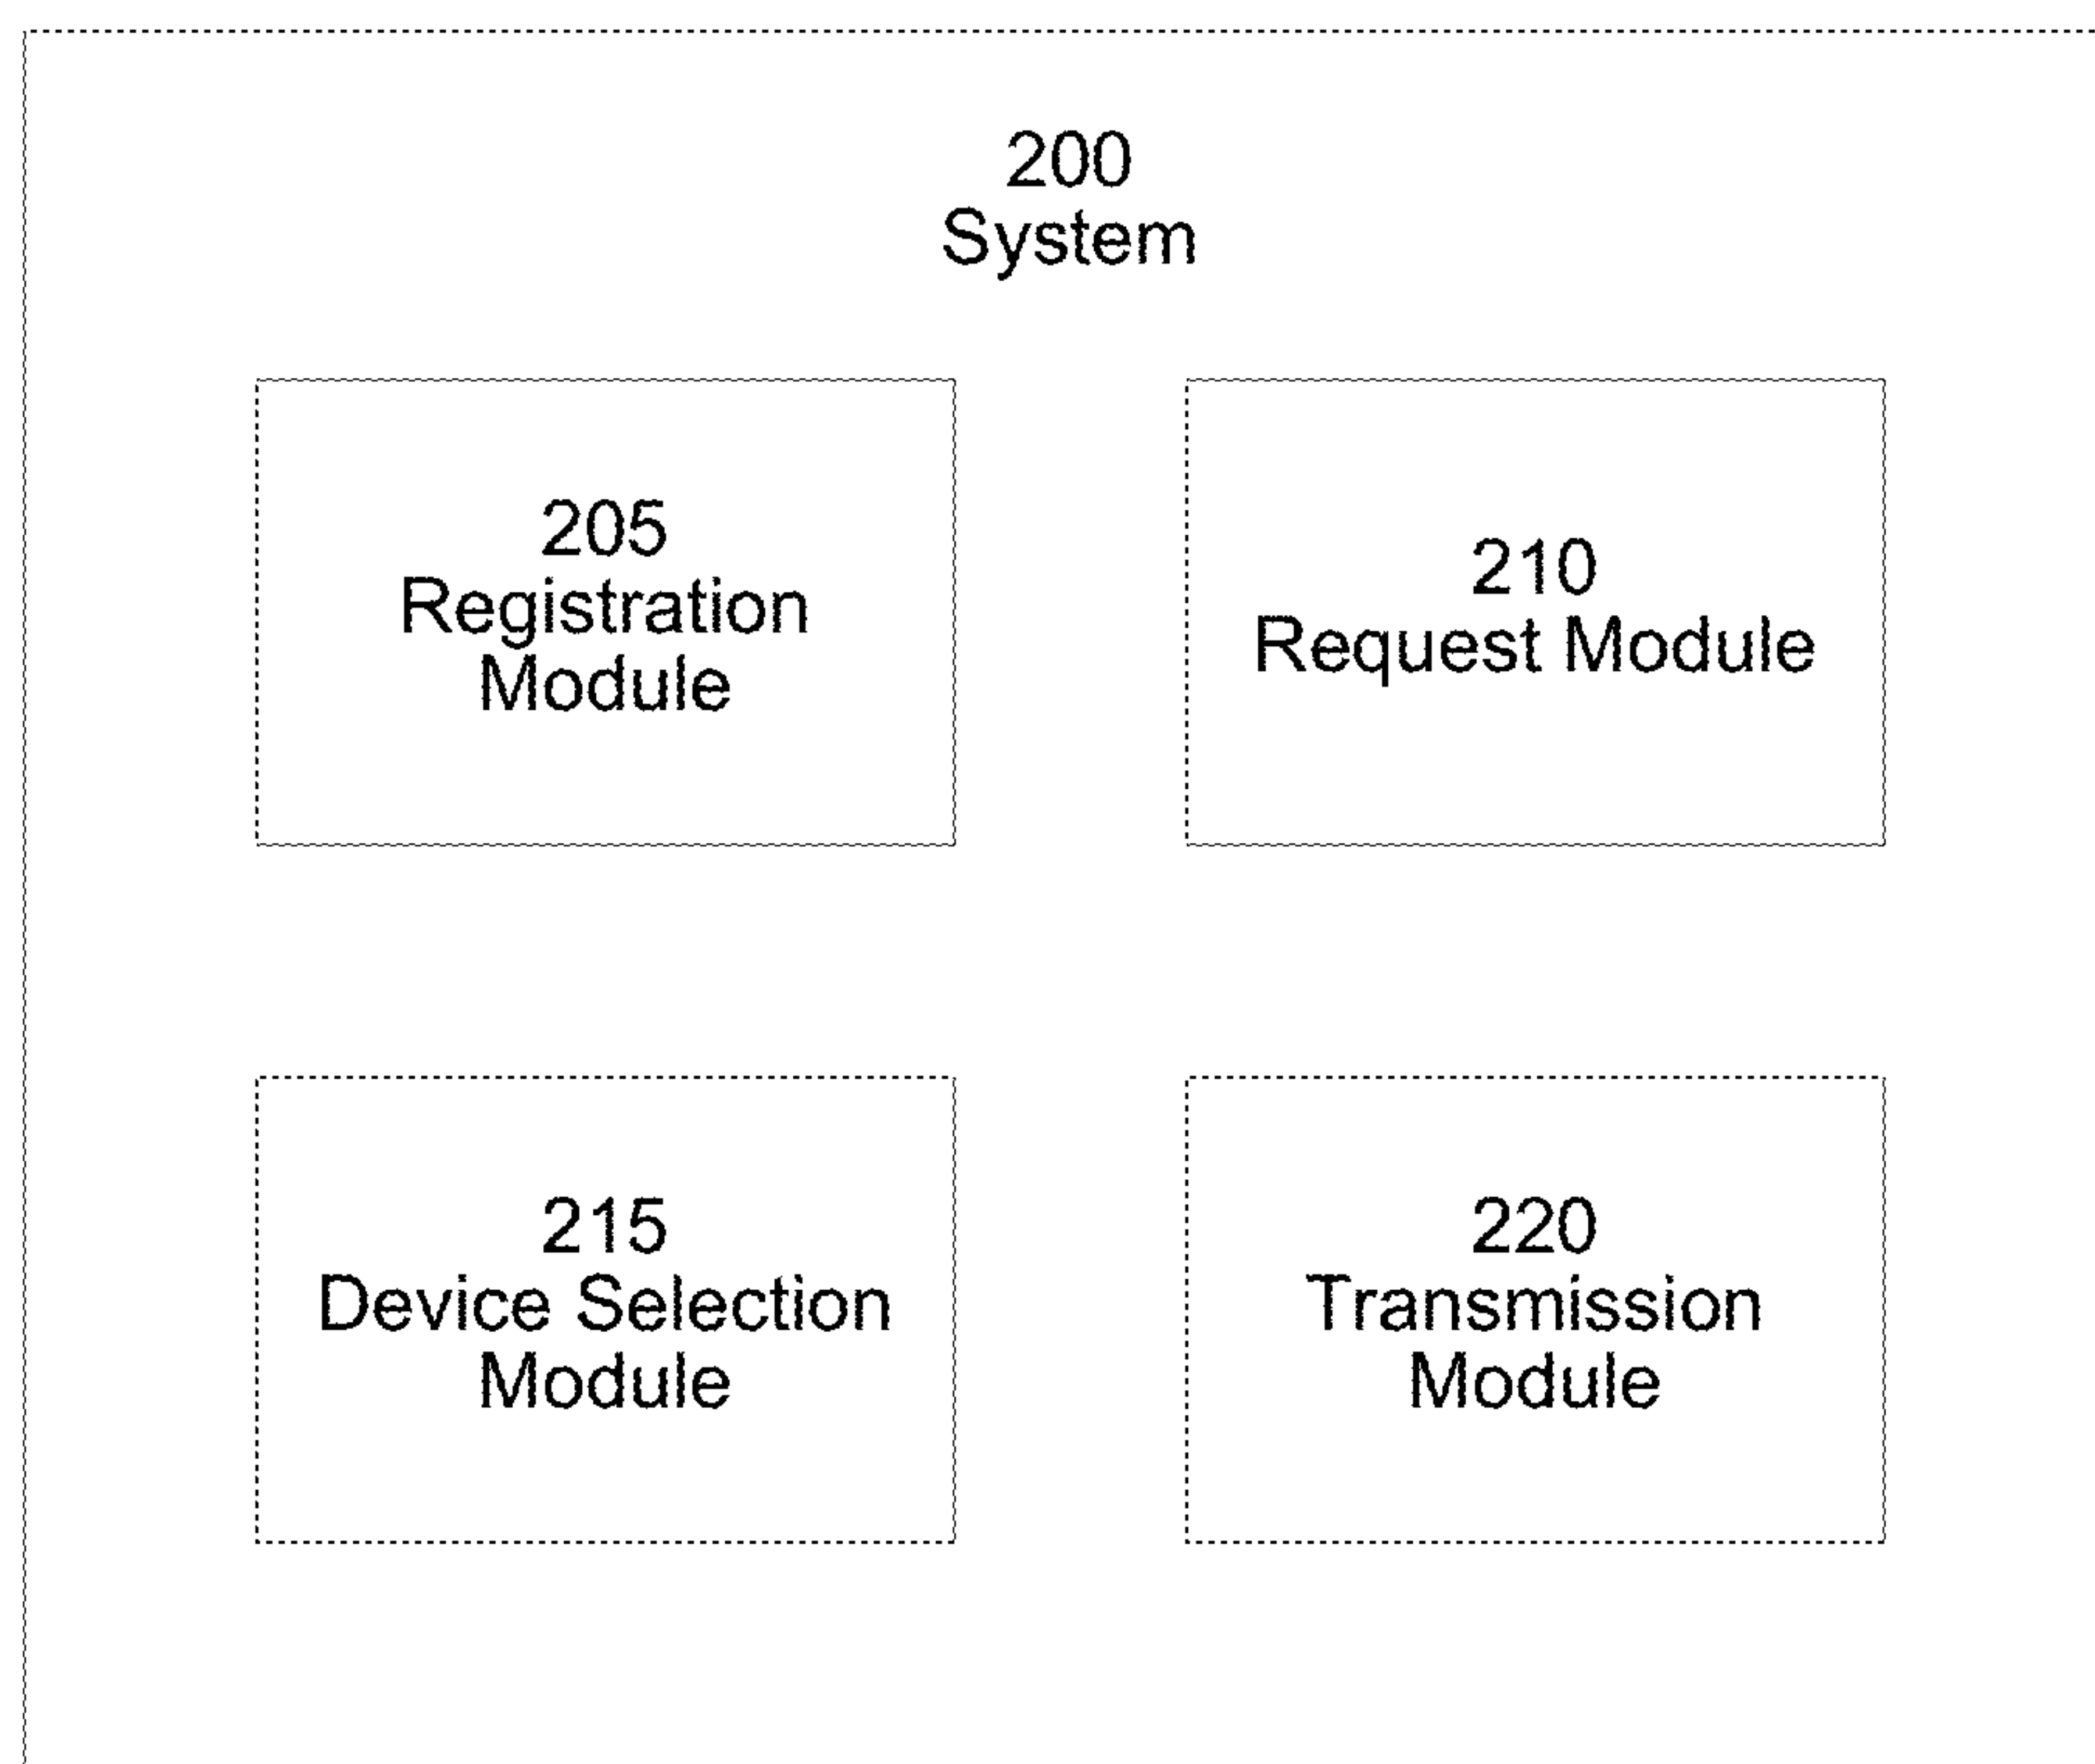 200
System
205
Registration
Module
210
Request Module
215
Device Selection
Module
220
Transmission
Module